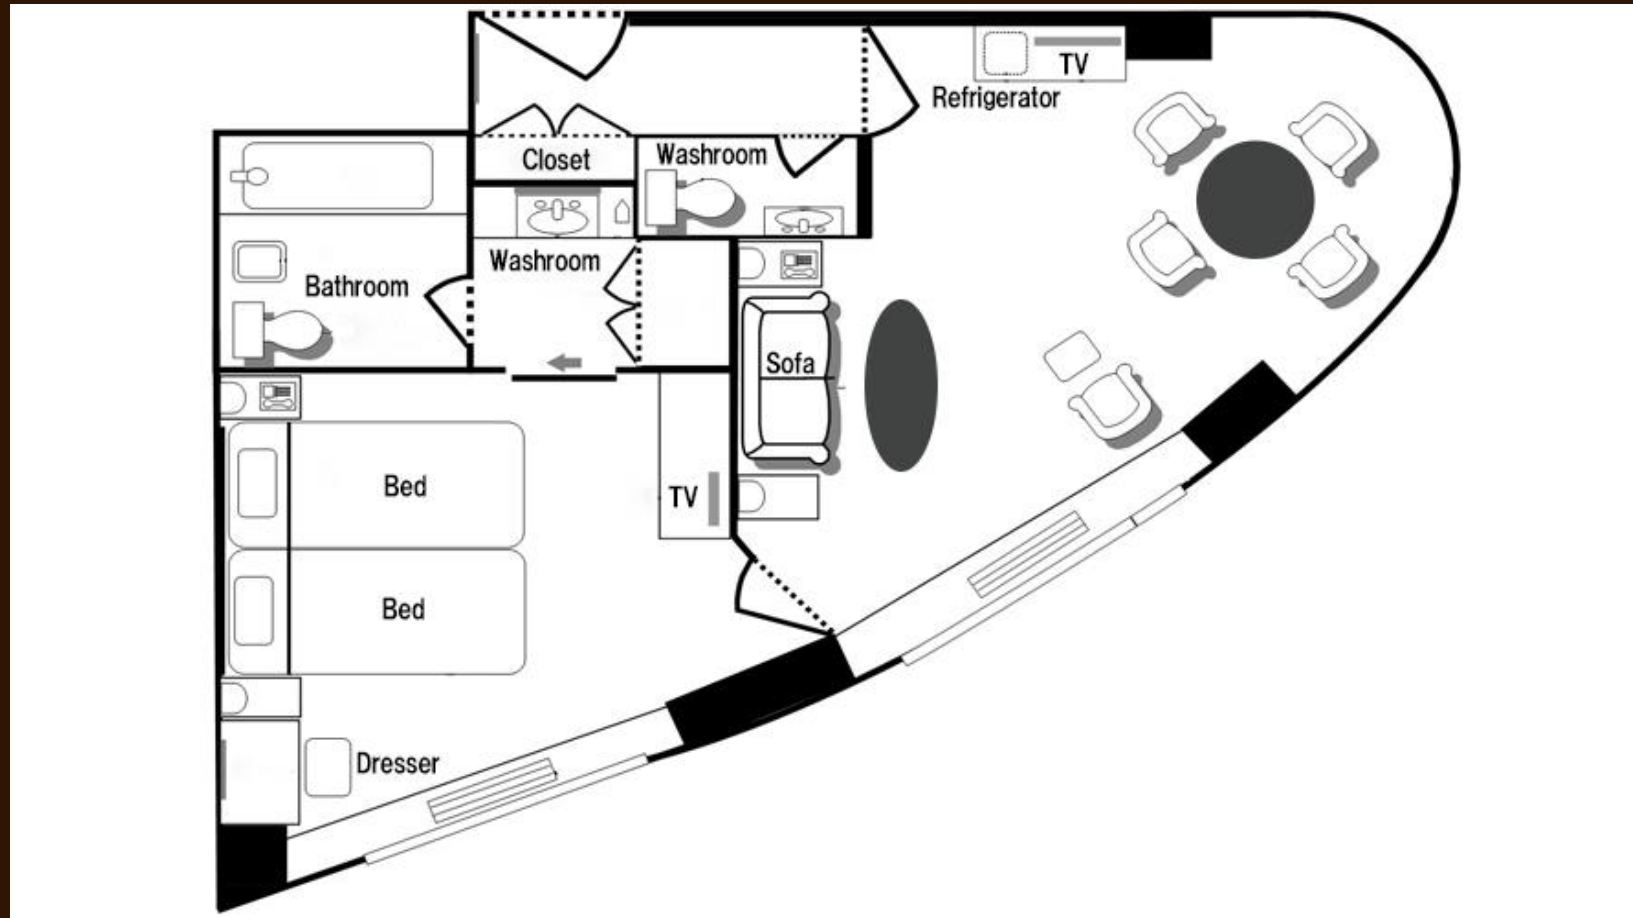 TV
Refrigerator
Closet
Washroom
Washroom
Bathroom
Sofa
Bed
TV
Bed
Dresser